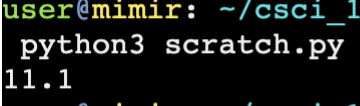 user@mimir: ~/csci_1
python3 scratch.py
11.1